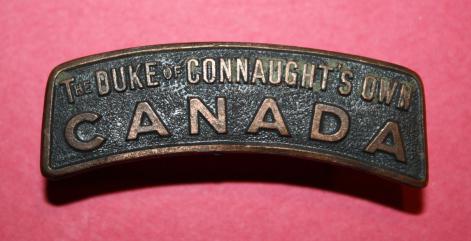 THE DUKE OF CONNAUGHT'S OWN
CANADA